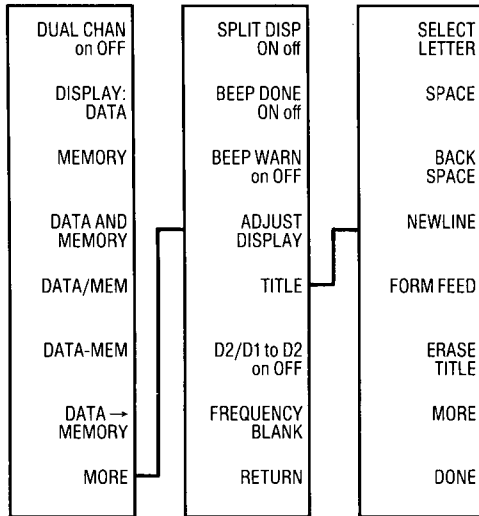 DUAL CHAN
on OFF
DISPLAY:
DATA
MEMORY
DATA AND
MEMORY
DATA/MEM
DATA-MEM
DATA →
MEMORY
MORE
SPLIT DISP
ON off
BEEP DONE
ON off
BEEP WARN
on OFF
ADJUST
DISPLAY
TITLE
D2/D1 to D2
on OFF
FREQUENCY
BLANK
RETURN
SELECT
LETTER
SPACE
BACK
SPACE
NEWLINE
FORM FEED
ERASE
TITLE
MORE
DONE